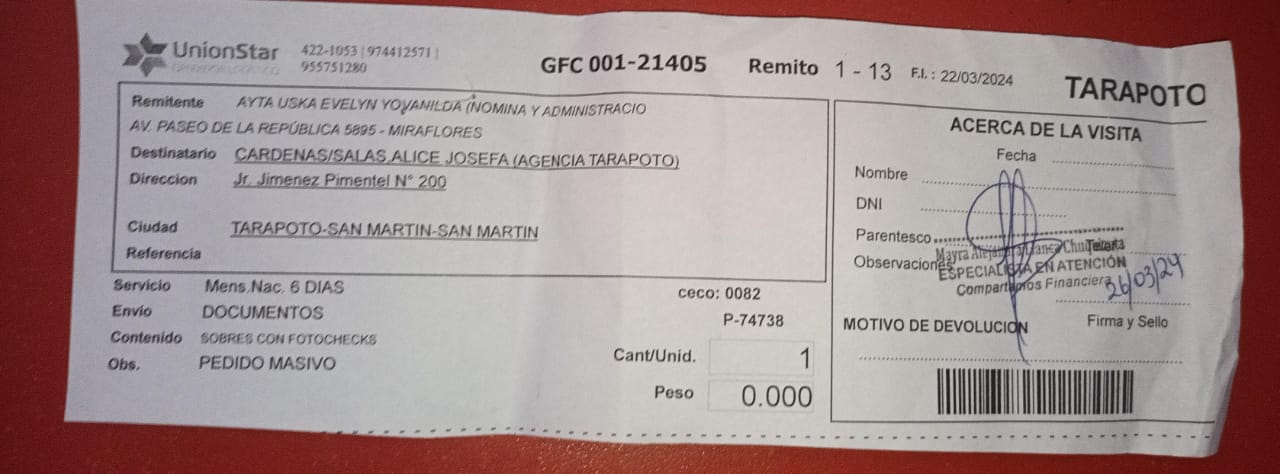 UnionStar
OPERADOR LOGISTICO
422-1053 | 974412571 |
955751280
GFC 001-21405
Remito 1 - 13
F.I. : 22/03/2024
TARAPOTO
Remitente AYTA USKA EVELYN YOVANILDA (NOMINA Y ADMINISTRACIO
AV. PASEO DE LA REPÚBLICA 5895 - MIRAFLORES
Destinatario CARDENAS/SALAS,ALICE JOSEFA (AGENCIA TARAPOTO)
Direccion Jr. Jimenez Pimentel N° 200
Ciudad TARAPOTO-SAN MARTIN-SAN MARTIN
Referencia
Servicio Mens.Nac. 6 DIAS
Envío DOCUMENTOS
Contenido SOBRES CON FOTOCHECKS
Obs. PEDIDO MASIVO
ceco: 0082
P-74738
Cant/Unid. 1
Peso 0.000
ACERCA DE LA VISITA
Fecha
Nombre
DNI
Parentesco
Mayra
Observaciones
ESPECIALISTA EN ATENCIÓN
Compartamos Financiera
26/03/24
MOTIVO DE DEVOLUCION
Firma y Sello